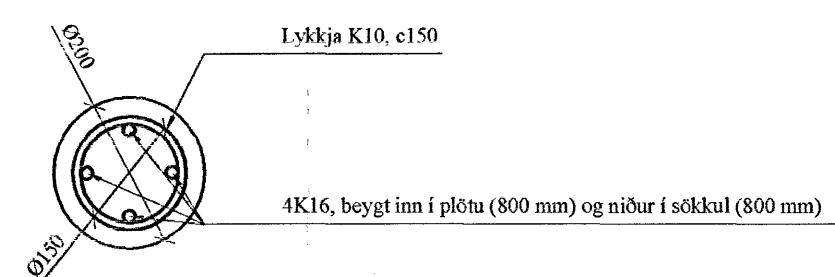 Ø200
Lykkja K10, c150
4K16, beygt inn í plötu (800 mm) og niður í sökkul (800 mm)
Ø150